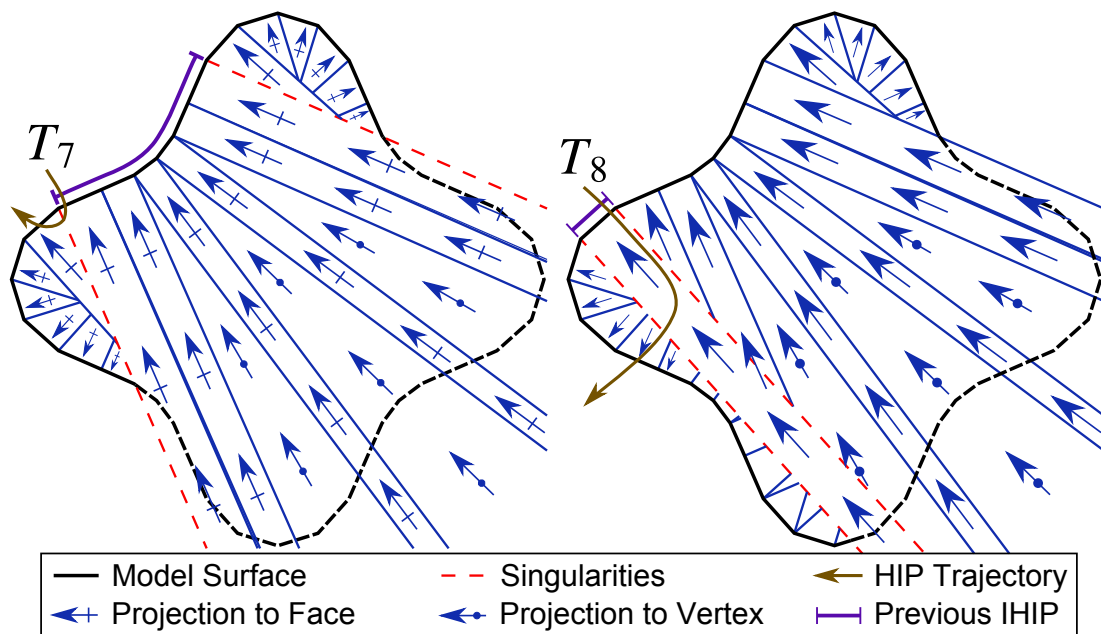 T7
T8
Model Surface
Singularities
HIP Trajectory
Projection to Face
Projection to Vertex
Previous IHIP